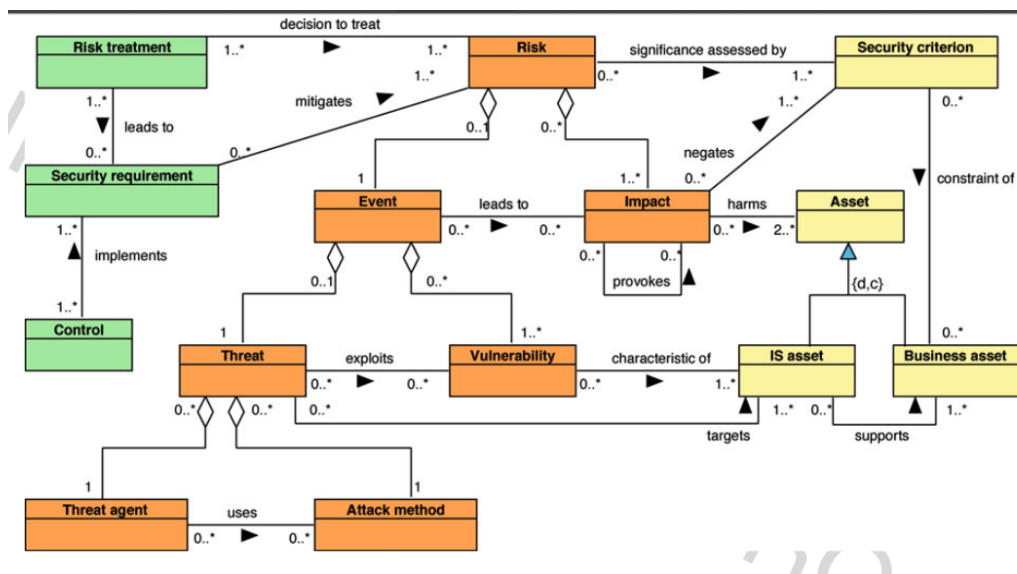 decision to treat
Risk treatment
1..*
1..*
Risk
significance assessed by
Security criterion
0..*
1..*
1..*
mitigates
1..*
1..*
0..*
leads to
0..1
0..*
negates
0..*
0..*
Security requirement
1
1..*
0..*
constraint of
Event
leads to
Impact
harms
Asset
1..*
0..*
0..*
0..*
2..*
implements
0..1
0..*
0..*
0..*
provokes
{d,c}
1..*
Control
1
1..*
0..*
Threat
exploits
Vulnerability
characteristic of
IS asset
Business asset
0..*
0..*
0..*
1..*
0..*
0..*
0..*
1..*
0..*
1..*
targets
supports
1
1
Threat agent
uses
Attack method
0..*
0..*